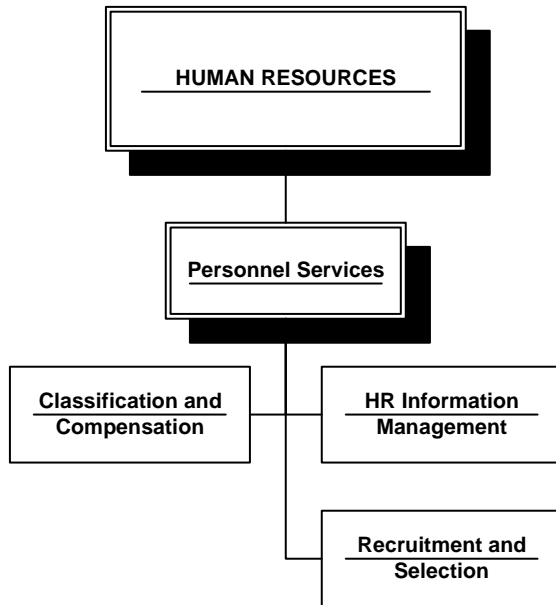 HUMAN RESOURCES
Personnel Services
Classification and
Compensation
HR Information
Management
Recruitment and
Selection